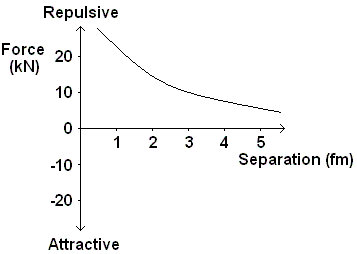 Repulsive
Force
(kN)
20
10
0
-10
-20
1 2 3 4 5
Separation (fm)
Attractive